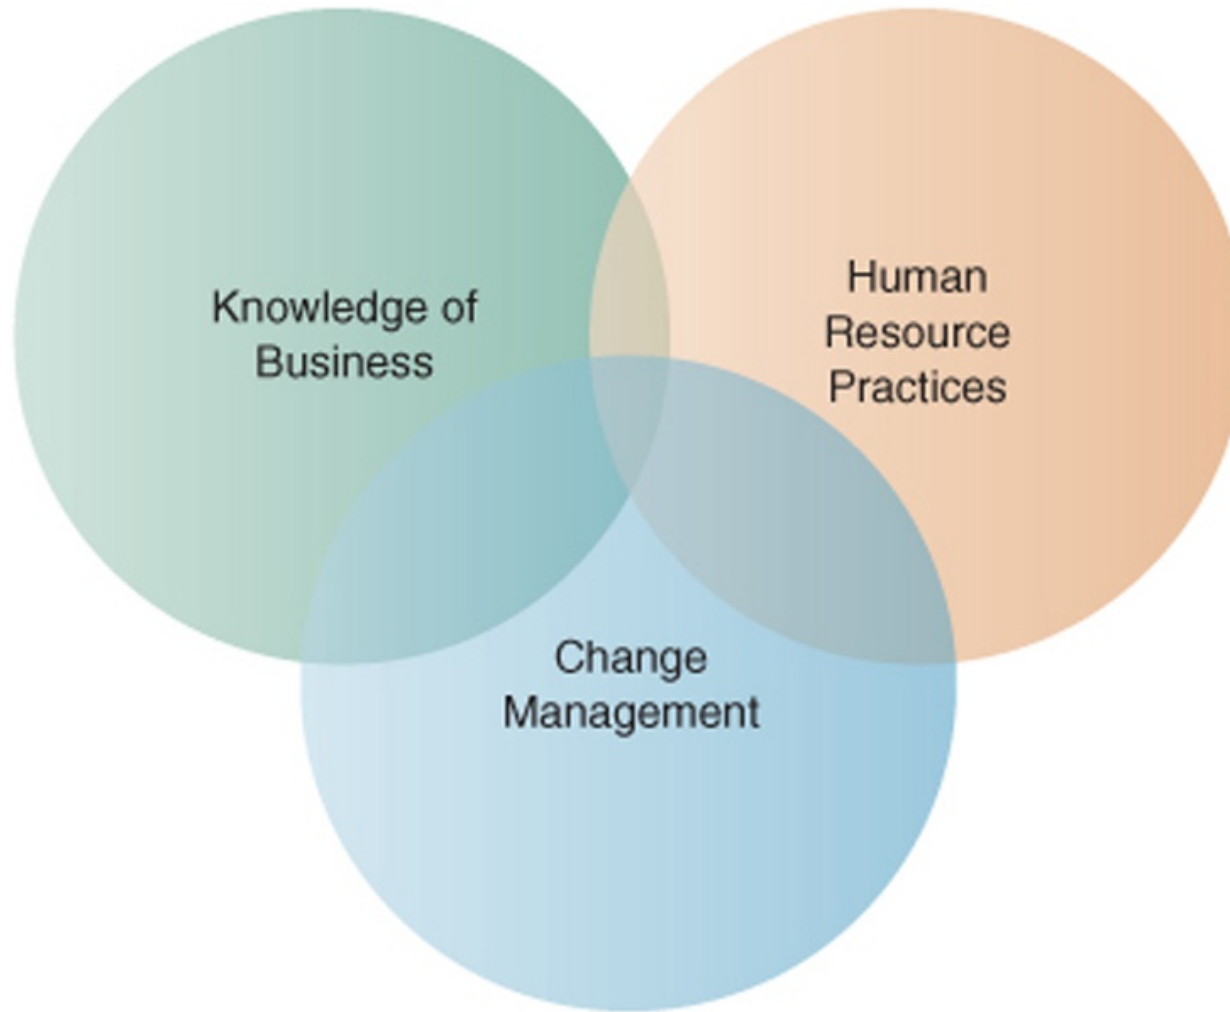 Knowledge of
Business
Human
Resource
Practices
Change
Management